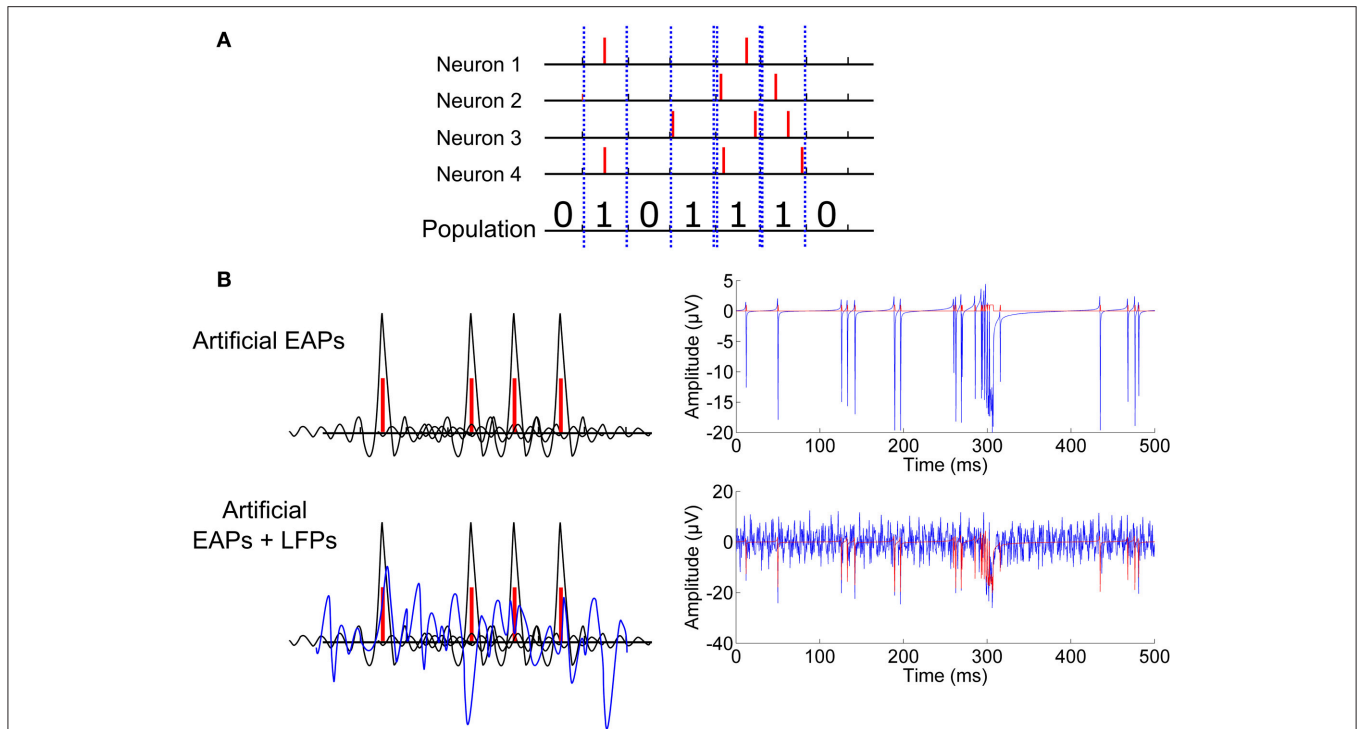 A
Neuron 1
Neuron 2
Neuron 3
Neuron 4
Population 0 1 0 1 1 1 0
B
Artificial EAPs
Amplitude (µV)
5
0
-5
-10
-15
-20
0 100 200 300 400 500
Time (ms)
Artificial
EAPs + LFPs
Amplitude (µV)
20
0
-20
-40
0 100 200 300 400 500
Time (ms)